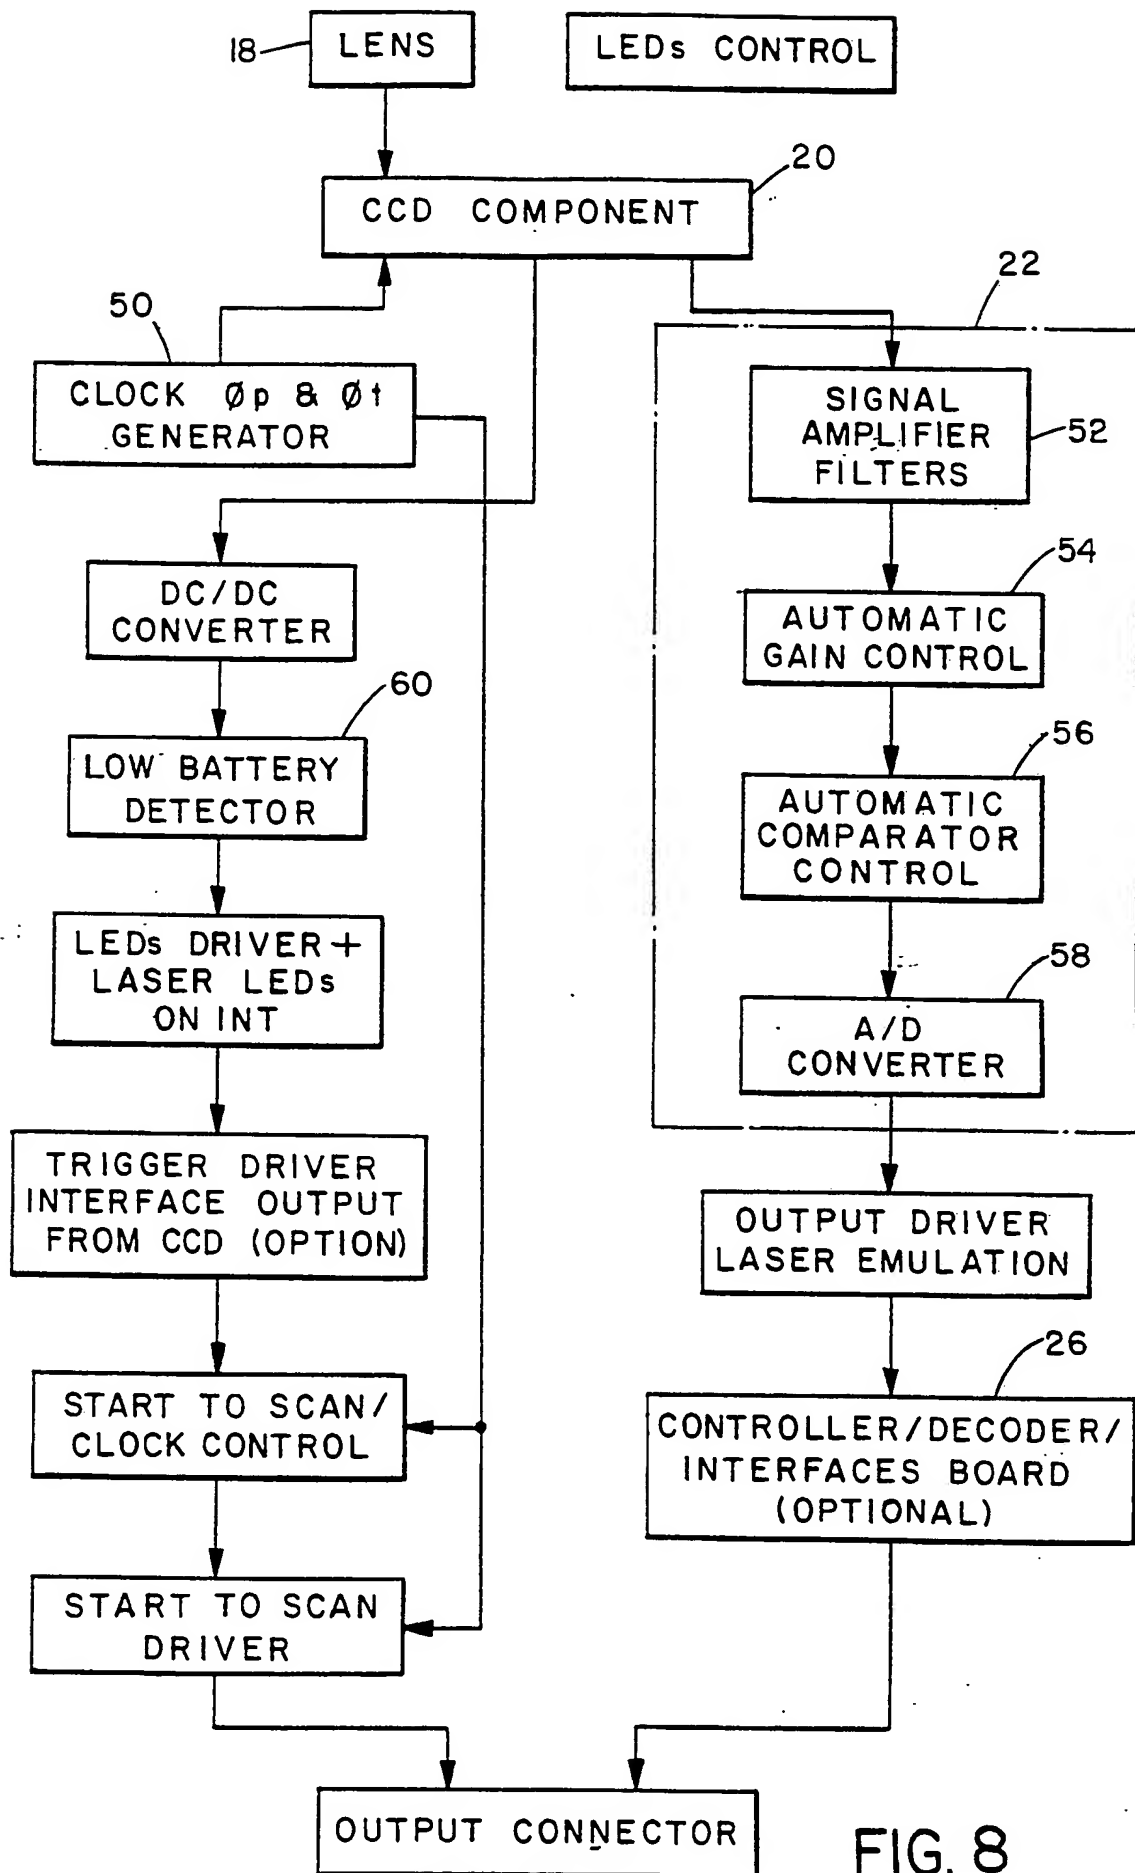 18
LENS
LEDs CONTROL
20
CCD COMPONENT
22
50
CLOCK Øp & Øt
GENERATOR
SIGNAL
AMPLIFIER
FILTERS
52
DC/DC
CONVERTER
54
AUTOMATIC
GAIN CONTROL
60
LOW BATTERY
DETECTOR
56
AUTOMATIC
COMPARATOR
CONTROL
LEDs DRIVER+
LASER LEDs
ON INT
58
A/D
CONVERTER
TRIGGER DRIVER
INTERFACE OUTPUT
FROM CCD (OPTION)
OUTPUT DRIVER
LASER EMULATION
26
START TO SCAN/
CLOCK CONTROL
CONTROLLER/DECODER/
INTERFACES BOARD
(OPTIONAL)
START TO SCAN
DRIVER
OUTPUT CONNECTOR
FIG. 8